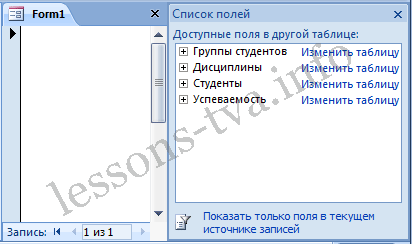 Form1
Список полей
Доступные поля в другой таблице:
Группы студентов Изменить таблицу
Дисциплины Изменить таблицу
Студенты Изменить таблицу
Успеваемость Изменить таблицу
lessons-tva.info
Показать только поля в текущем
источнике записей
Запись: 1 из 1